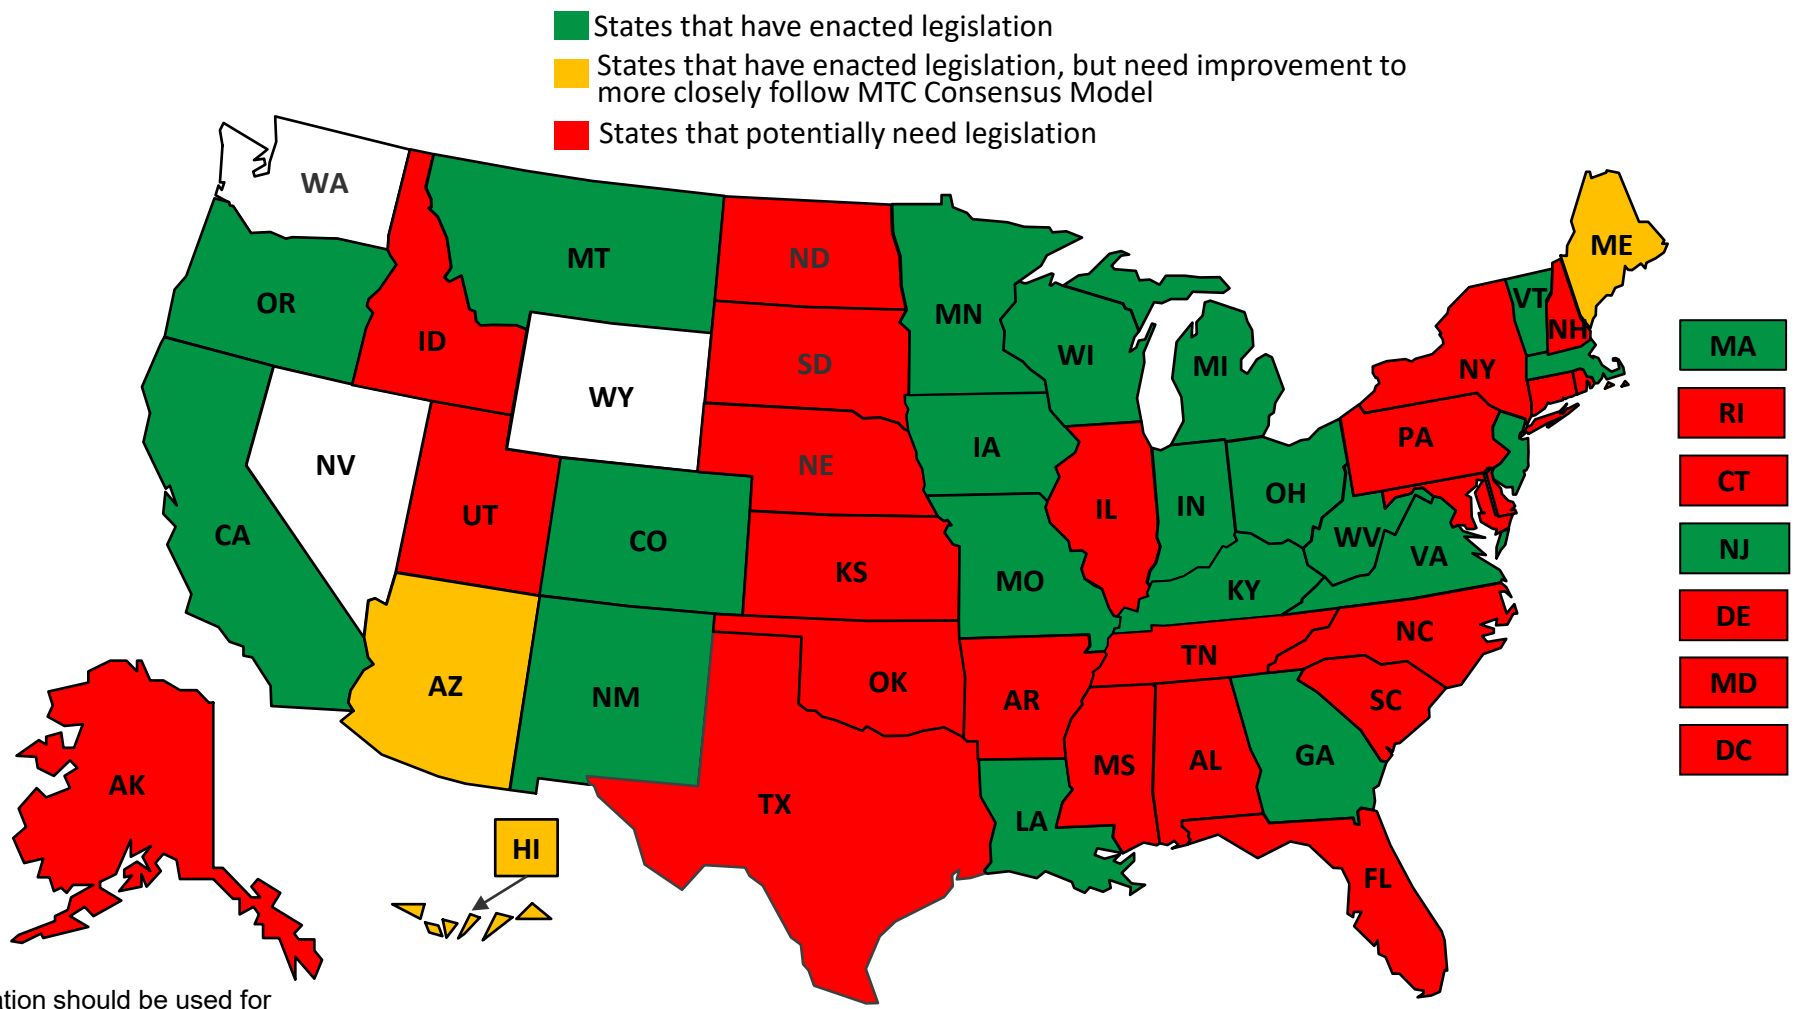 States that have enacted legislation
States that have enacted legislation, but need improvement to
more closely follow MTC Consensus Model
States that potentially need legislation
WA
MT
ND
MN
ME
OR
ID
SD
WI
MI
VT
NH
NY
MA
WY
RI
NV
NE
IA
PA
CT
CA
UT
CO
KS
MO
IL
IN
OH
WV
VA
NJ
KY
DE
AZ
NM
OK
AR
TN
NC
SC
MD
AK
TX
LA
MS
AL
GA
DC
HI
FL
ation should be used for